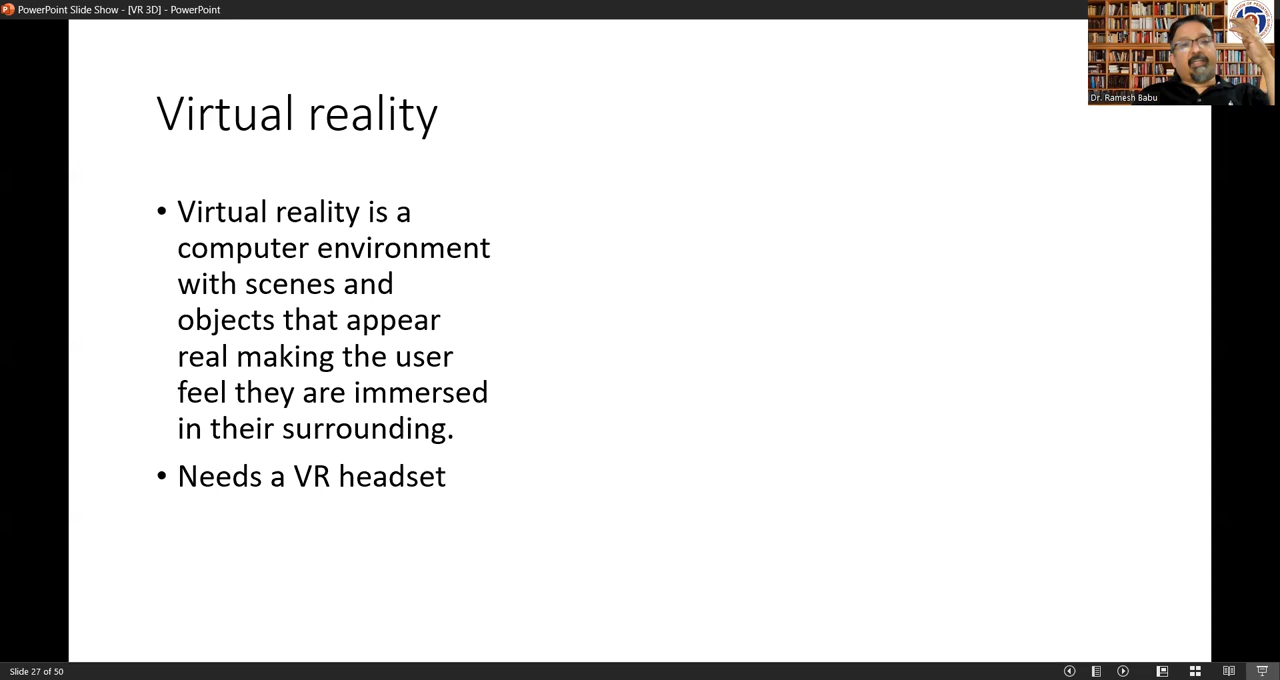 PowerPoint Slide Show - [VR 3D] - PowerPoint
Dr. Ramesh Babu
Virtual reality
• Virtual reality is a
computer environment
with scenes and
objects that appear
real making the user
feel they are immersed
in their surrounding.
• Needs a VR headset
Slide 27 of 50